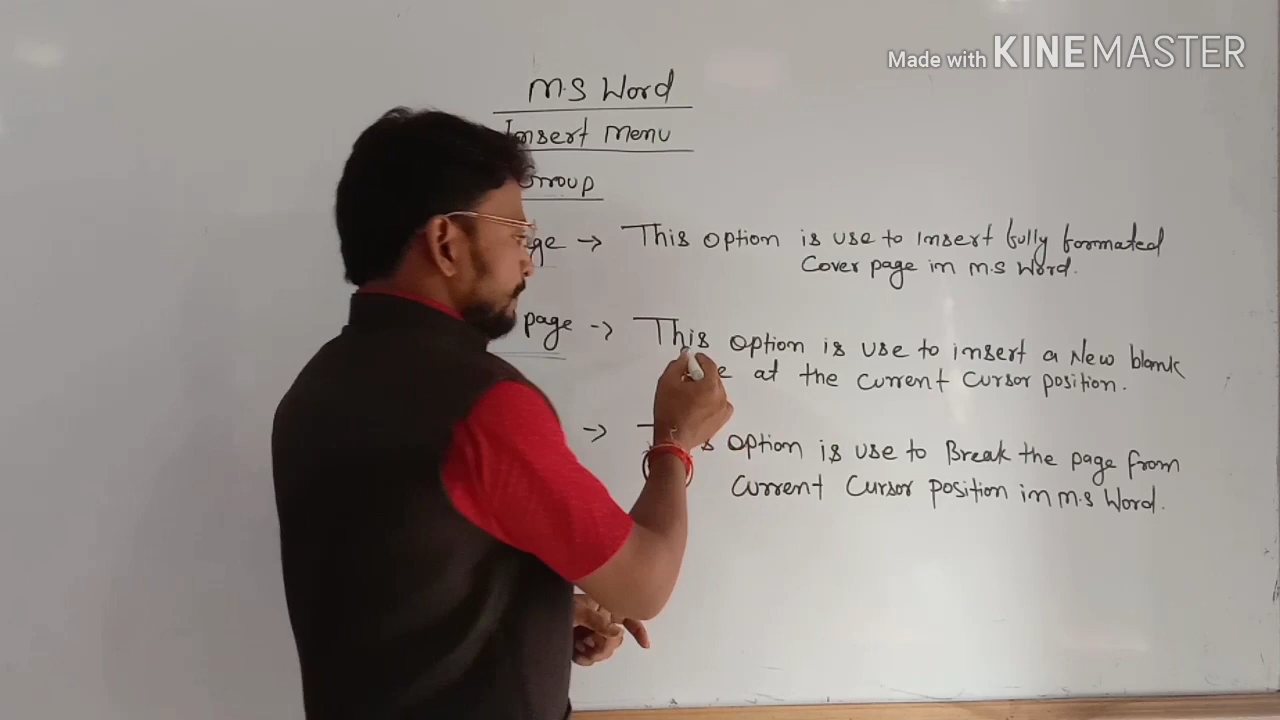 Made with KINEMASTER
M.S Word
Insert Menu
Group
This option is use to insert fully formated
Cover page in M.S Word.
page → This option is use to insert a New blank
at the current cursor position.
→ option is use to Break the page from
current cursor position in M.S Word.